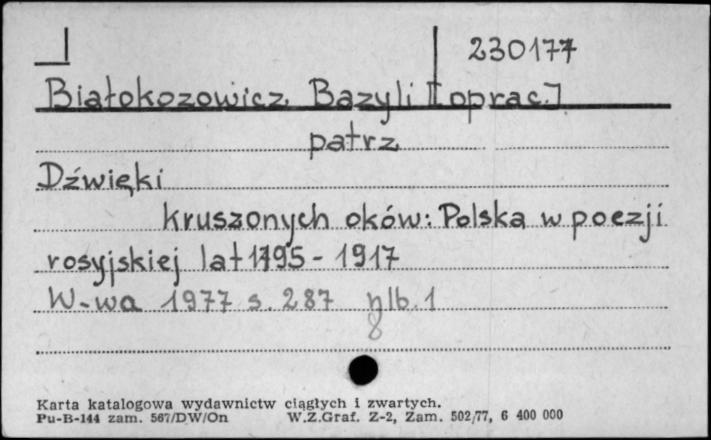 230177
Białokozowicz Bazyli [oprac.]
patrz
Dźwięki
kruszonych oków: Polska w poezji
rosyjskiej lat 1795-1917
W-wa 1977 s. 287 nlb. 1
8
Karta katalogowa wydawnictw ciągłych i zwartych.
Pu-B-144 zam. 567/DW/On W.Z.Graf. Z-2, Zam. 502/77, 6 400 000